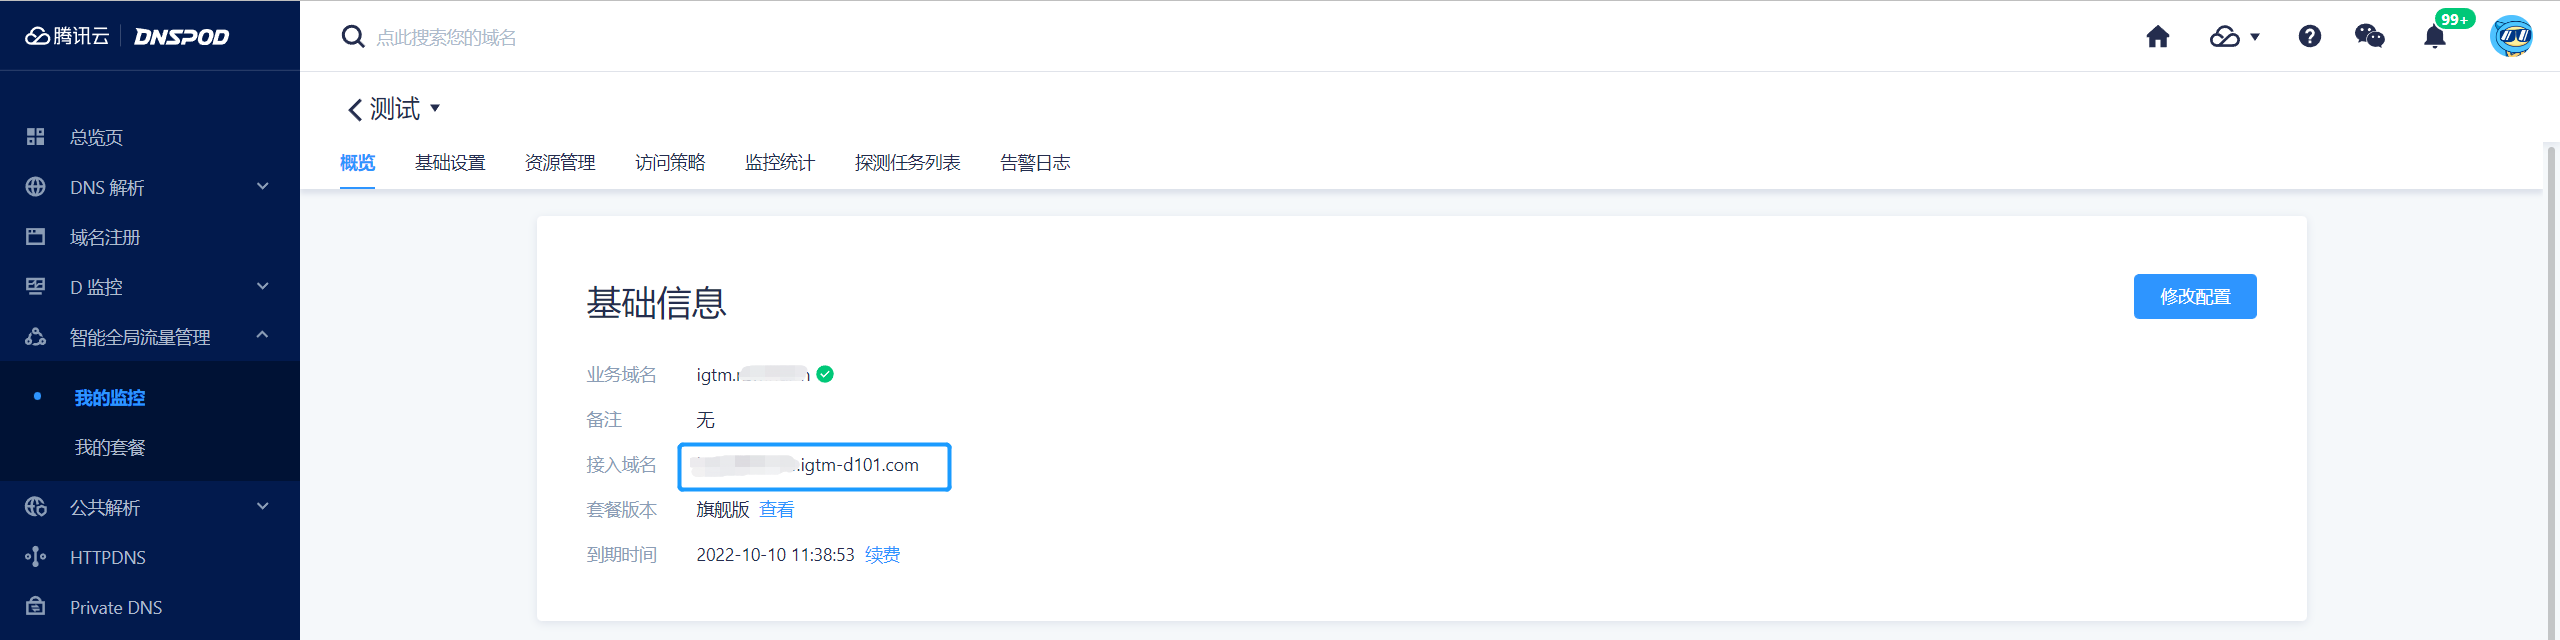 腾讯云 DNSPOD
点此搜索您的域名
99+
测试
概览 基础设置 资源管理 访问策略 监控统计 探测任务列表 告警日志
总览页
DNS 解析
域名注册
D 监控
智能全局流量管理
我的监控
我的套餐
公共解析
HTTPDNS
Private DNS
基础信息
修改配置
业务域名 igtm.
备注 无
接入域名 .igtm-d101.com
套餐版本 旗舰版 查看
到期时间 2022-10-10 11:38:53 续费